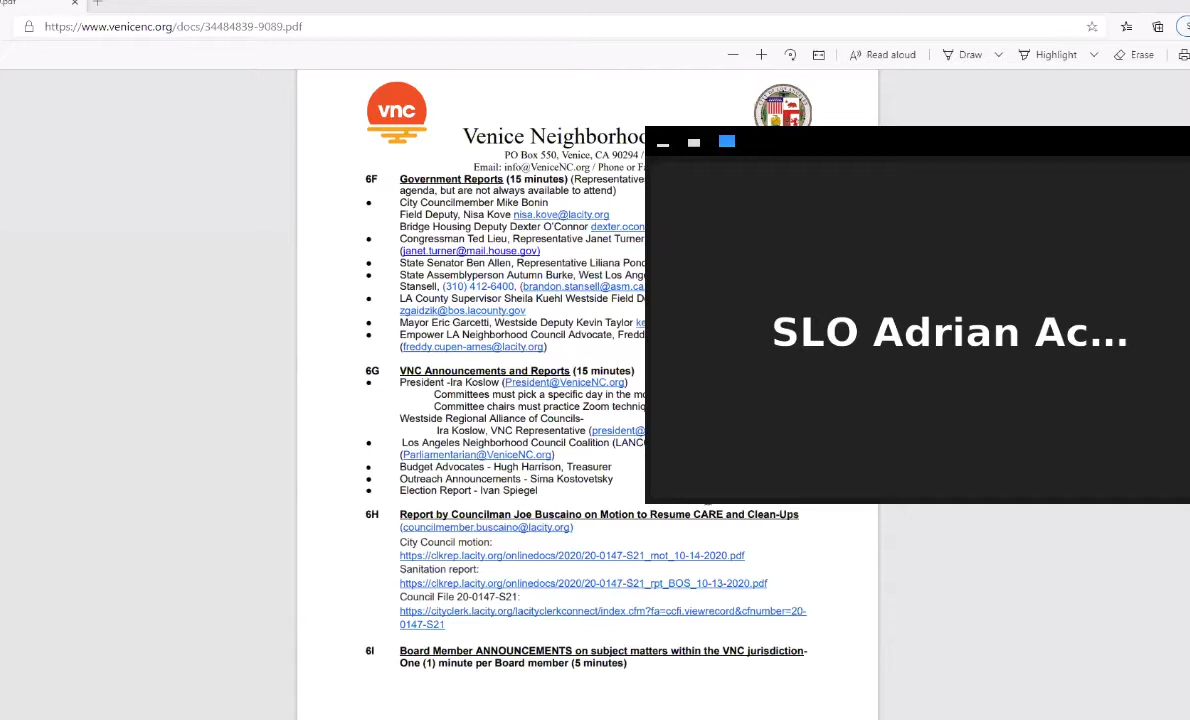 .pdf
https://www.venicenc.org/docs/34484839-9089.pdf
Read aloud Draw Highlight Erase
vnc
Venice
PO Box 550, Venice, CA 90294 /
Email: info@VeniceNC.org / Phone or
6F Government Reports (15 minutes) (Representative
agenda, but are not always available to attend)
● City Councilmember Mike Bonin
Field Deputy, Nisa Kove nisa.kove@lacity.org
Bridge Housing Deputy Dexter O'Connor dexter.ocon
● Congressman Ted Lieu, Representative Janet Turner
(janet.turner@mail.house.gov)
● State Senator Ben Allen, Representative Liliana
● State Assemblyperson Autumn Burke, West Los
Stansell, (310) 412-6400, (brandon.stansell@asm.ca.
● LA County Supervisor Sheila Kuehl Westside Field
zgaidzik@bos.lacounty.gov
● Mayor Eric Garcetti, Westside Deputy Kevin Taylor
● Empower LA Neighborhood Council Advocate,
(freddy.cupen-ames@lacity.org)
6G VNC Announcements and Reports (15 minutes)
● President -Ira Koslow (President@VeniceNC.org)
Committees must pick a specific day in the
Committee chairs must practice Zoom
Westside Regional Alliance of Councils-
Ira Koslow, VNC Representative (president@
● Los Angeles Neighborhood Council Coalition
(Parliamentarian@VeniceNC.org)
● Budget Advocates - Hugh Harrison, Treasurer
● Outreach Announcements - Sima Kostovetsky
● Election Report - Ivan Spiegel
SLO Adrian Ac...
6H Report by Councilman Joe Buscaino on Motion to Resume CARE and Clean-Ups
(councilmember.buscaino@lacity.org)
City Council motion:
https://clkrep.lacity.org/onlinedocs/2020/20-0147-S21_mot_10-14-2020.pdf
Sanitation report:
https://clkrep.lacity.org/onlinedocs/2020/20-0147-S21_rpt_BOS_10-13-2020.pdf
Council File 20-0147-S21:
https://cityclerk.lacity.org/lacityclerkconnect/index.cfm?fa=ccfi.viewrecord&cfnumber=20-
0147-S21
6I Board Member ANNOUNCEMENTS on subject matters within the VNC jurisdiction-
One (1) minute per Board member (5 minutes)